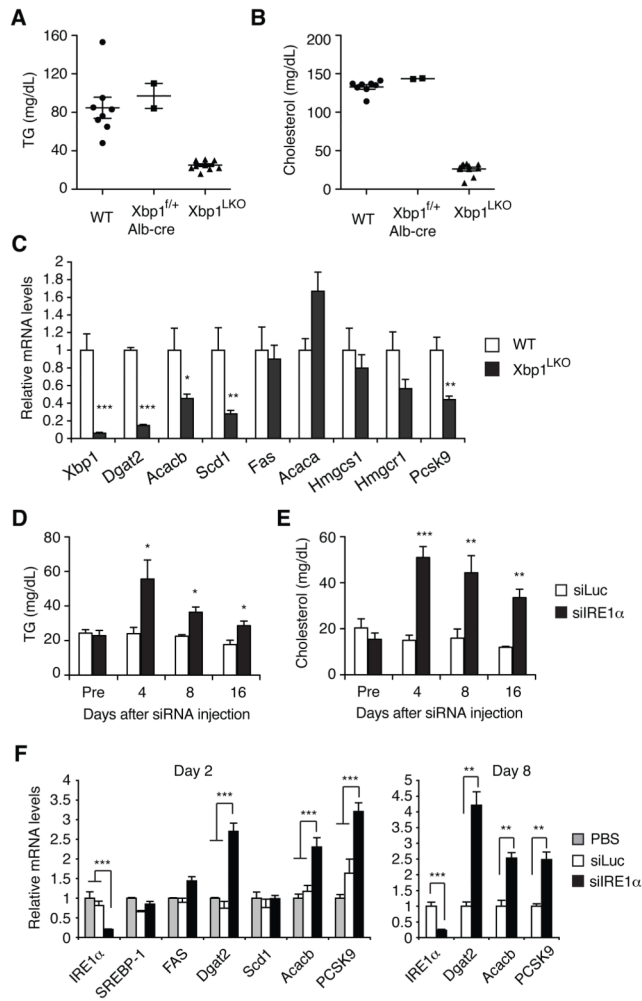 A
TG (mg/dL)
160
120
80
40
0
WT
Xbp1f/+
Alb-cre
Xbp1LKO
B
Cholesterol (mg/dL)
200
150
100
50
0
WT
Xbp1f/+
Alb-cre
Xbp1LKO
C
Relative mRNA levels
2
1.8
1.6
1.4
1.2
1
0.8
0.6
0.4
0.2
0
***
***
*
**
**
Xbp1
Dgat2
Acacb
Scd1
Fas
Acaca
Hmgcs1
Hmgcr1
Pcsk9
WT
Xbp1LKO
D
TG (mg/dL)
80
60
40
20
0
*
*
*
Pre 4 8 16
Days after siRNA injection
E
Cholesterol (mg/dL)
60
40
20
0
***
**
**
Pre 4 8 16
Days after siRNA injection
siLuc
siIRE1α
F
Relative mRNA levels
Day 2
4
3.5
3
2.5
2
1.5
1
0.5
0
***
***
***
***
IRE1α
SREBP-1
FAS
Dgat2
Scd1
Acacb
PCSK9
Day 8
5
4.5
4
3.5
3
2.5
2
1.5
1
0.5
0
***
**
**
**
IRE1α
Dgat2
Acacb
PCSK9
PBS
siLuc
siIRE1α